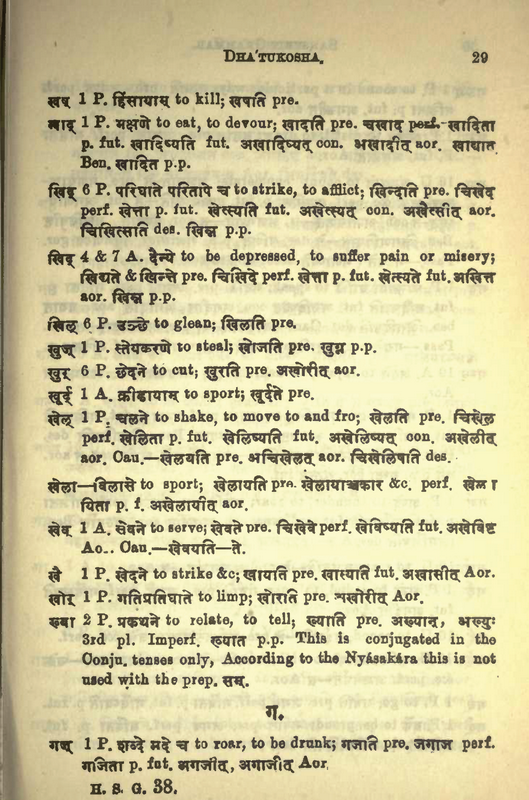 DHA'TUKOSHA. 29
खष् 1 P. हिंसायाम् to kill; खषति pre.
खाद् 1 P. भक्षणे to eat, to devour; खादति pre. चखाद perf. खादिता
p. fut. खादिष्यति fut. अखादिष्यत् con. अखादीत् aor. खाद्यात्
Ben. खादित p.p.
खिद् 6 P. परिघाते परितापे च to strike, to afflict; खिन्दति pre. चिखेद
perf. खेत्ता p. fut. खेत्स्यति fut. अखेत्स्यत् con. अखैत्सीत् aor.
चिखित्सति des. खिन्न p.p.
खिद् 4 & 7 A. दैन्ये to be depressed, to suffer pain or misery;
खिद्यते & खिन्ते pre. चिखिदे perf. खेत्ता p. fut. खेत्स्यते fut. अखित्त
aor. खिन्न p.p.
खिल् 6 P. उञ्छे to glean; खिलति pre.
खुज् 1 P. स्तेयकरणे to steal; खोजति pre. खुग्न p.p.
खुर् 6 P. छेदने to cut; खुरति pre. अखोरीत् aor.
खूर्द् 1 A. क्रीडायाम् to sport; खूर्दते pre.
खेल् 1 P. चलने to shake, to move to and fro; खेलति pre. चिखेल
perf. खेलिता p. fut. खेलिष्यति fut. अखेलिष्यत् con. अखेलीत्
aor. Cau.—खेलयति pre. अचिखेलत् aor. चिखेलिषति des.
खेला—विलासे to sport; खेलायति pre. खेलायाञ्चकार &c. perf. खेला
यिता p. f. अखेलायीत् aor.
खेव् 1 A. सेवने to serve; खेवते pre. चिखेवे perf. खेविष्यति fut. अखेविष्ट
Ao.. Cau.—खेवयति—ते.
खै 1 P. खेदने to strike &c; खायति pre. खास्यति fut. अखासीत् Aor.
खोर् 1 P. गतिप्रतिघाते to limp; खोरति pre. अखोरीत् Aor.
ख्या 2 P. प्रकथने to relate, to tell; ख्याति pre. अख्यान्, अख्युः
3rd pl. Imperf. ख्यात p.p. This is conjugated in the
Conju. tenses only, According to the Nyásakára this is not
used with the prep. सम्.
ग.
गज् 1 P. शब्दे मदे च to roar, to be drunk; गजति pre. जगाज perf.
गजिता p. fut. अगजीत्, अगाजीत् Aor.
H. S. G. 38.